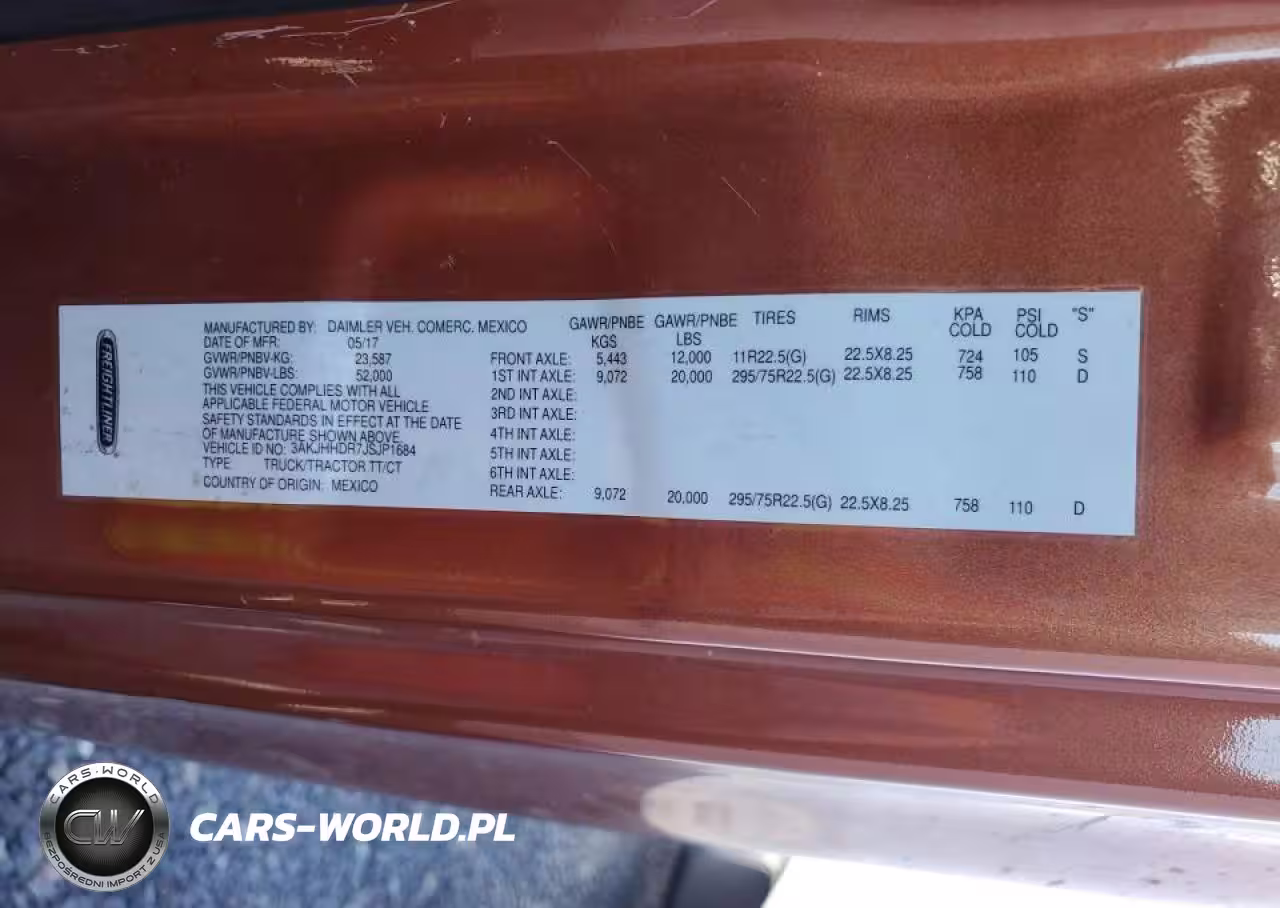 FREIGHTLINER
MANUFACTURED BY: DAIMLER VEH. COMERC. MEXICO
DATE OF MFR: 05/17
GVWR/PNBV-KG: 23,587
GVWR/PNBV-LBS: 52,000
THIS VEHICLE COMPLIES WITH ALL
APPLICABLE FEDERAL MOTOR VEHICLE
SAFETY STANDARDS IN EFFECT AT THE DATE
OF MANUFACTURE SHOWN ABOVE.
VEHICLE ID NO: 3AKJHHDR7JSJP1684
TYPE TRUCK/TRACTOR TT/CT
COUNTRY OF ORIGIN: MEXICO
GAWR/PNBE GAWR/PNBE TIRES RIMS KPA PSI "S"
KGS LBS COLD COLD
FRONT AXLE: 5,443 12,000 11R22.5(G) 22.5X8.25 724 105 S
1ST INT AXLE: 9,072 20,000 295/75R22.5(G) 22.5X8.25 758 110 D
2ND INT AXLE:
3RD INT AXLE:
4TH INT AXLE:
5TH INT AXLE:
6TH INT AXLE:
REAR AXLE: 9,072 20,000 295/75R22.5(G) 22.5X8.25 758 110 D
CARS-WORLD
CW
BEZPOŚREDNI IMPORT Z USA
CARS-WORLD.PL